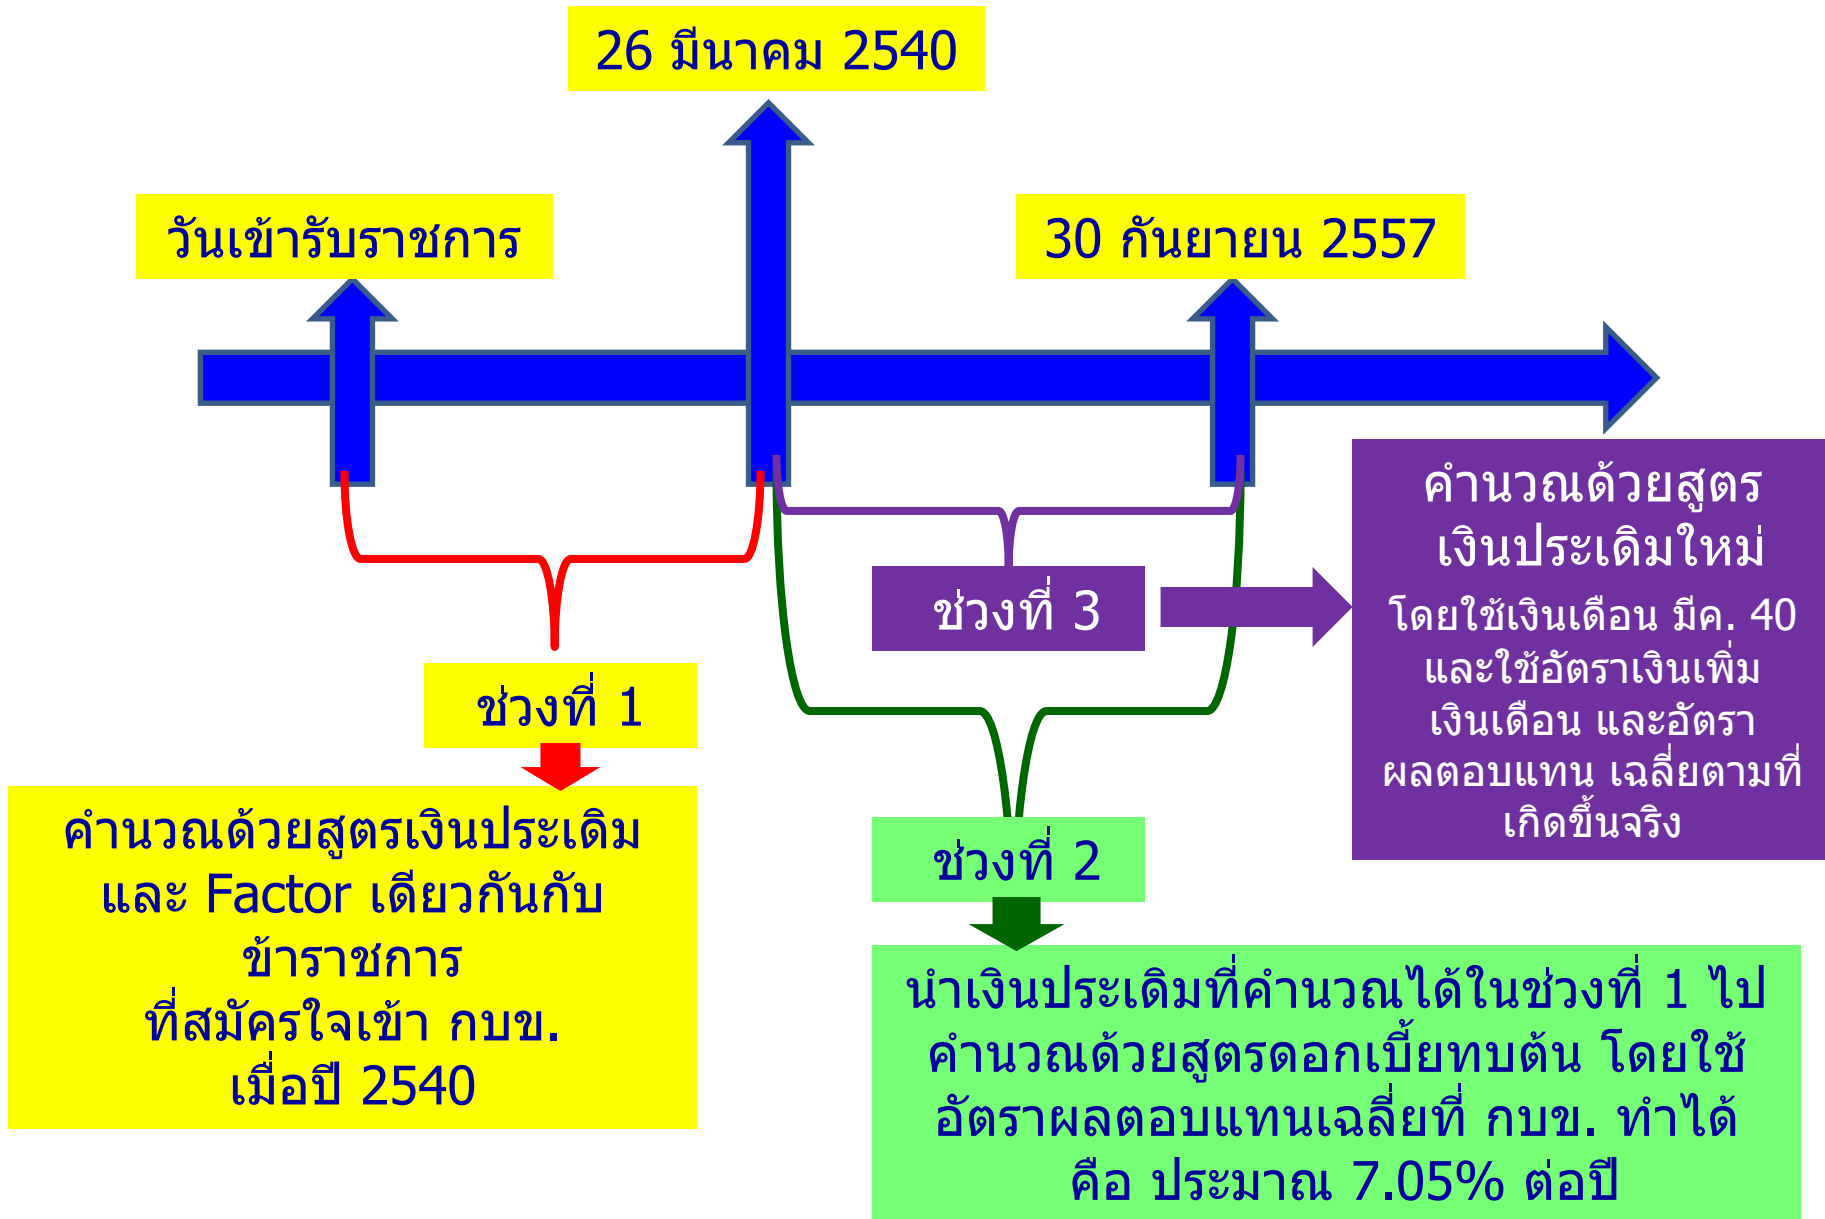 26 มีนาคม 2540
วันเข้ารับราชการ
30 กันยายน 2557
ช่วงที่ 1
คำนวณด้วยสูตรเงินประเดิม
และ Factor เดียวกันกับ
ข้าราชการ
ที่สมัครใจเข้า กบข.
เมื่อปี 2540
ช่วงที่ 3
คำนวณด้วยสูตร
เงินประเดิมใหม่
โดยใช้เงินเดือน มีค. 40
และใช้อัตราเงินเพิ่ม
เงินเดือน และอัตรา
ผลตอบแทน เฉลี่ยตามที่
เกิดขึ้นจริง
ช่วงที่ 2
นำเงินประเดิมที่คำนวณได้ในช่วงที่ 1 ไป
คำนวณด้วยสูตรดอกเบี้ยทบต้น โดยใช้
อัตราผลตอบแทนเฉลี่ยที่ กบข. ทำได้
คือ ประมาณ 7.05% ต่อปี